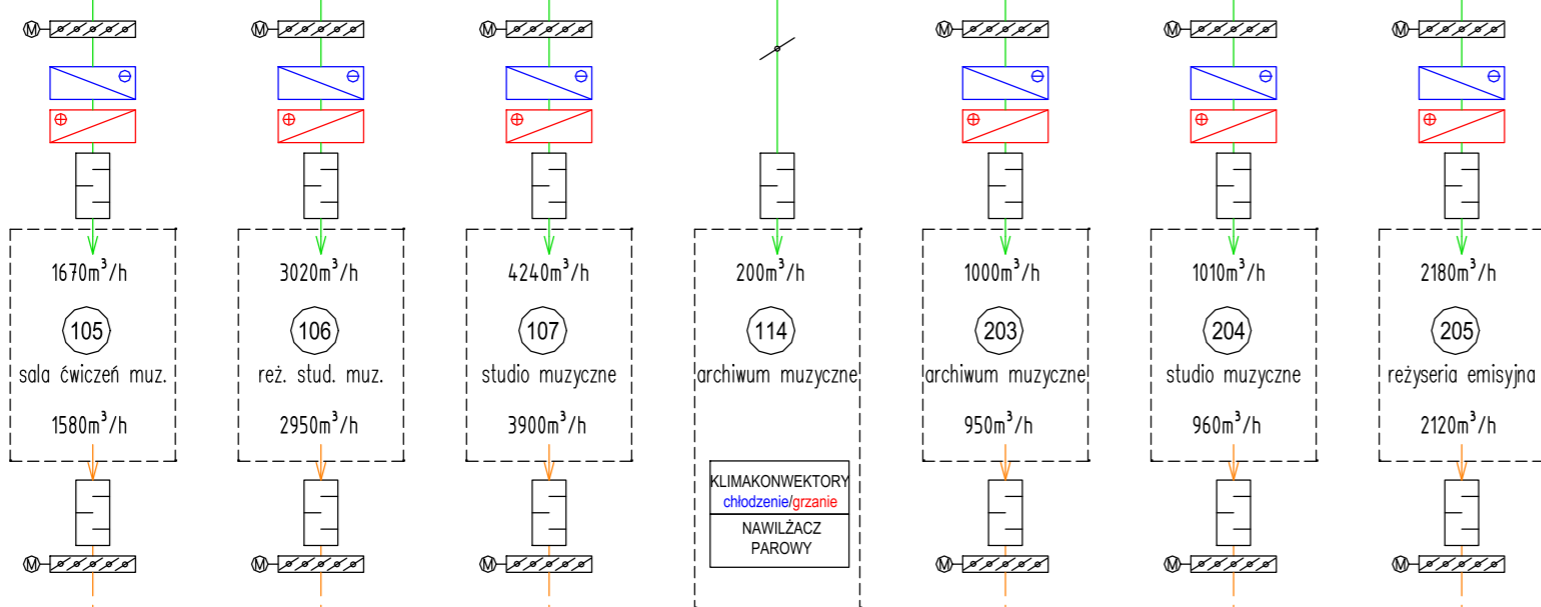 M M M M M M
1670m³/h 3020m³/h 4240m³/h 200m³/h 1000m³/h 1010m³/h 2180m³/h
105 106 107 114 203 204 205
sala ćwiczeń muz. reż. stud. muz. studio muzyczne archiwum muzyczne archiwum muzyczne studio muzyczne reżyseria emisyjna
1580m³/h 2950m³/h 3900m³/h 950m³/h 960m³/h 2120m³/h
KLIMAKONWEKTORY
chłodzenie/grzanie
NAWILŻACZ
PAROWY
M M M M M M